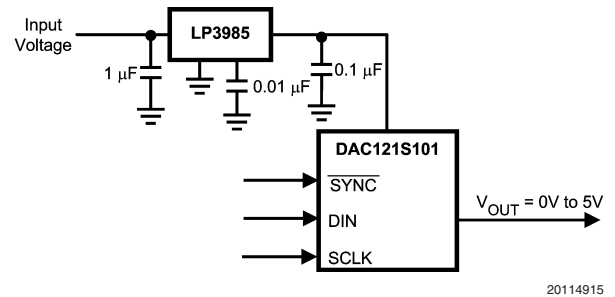 Input
Voltage
LP3985
1 µF
0.01 µF
0.1 µF
DAC121S101
SYNC
DIN
SCLK
VOUT = 0V to 5V
20114915